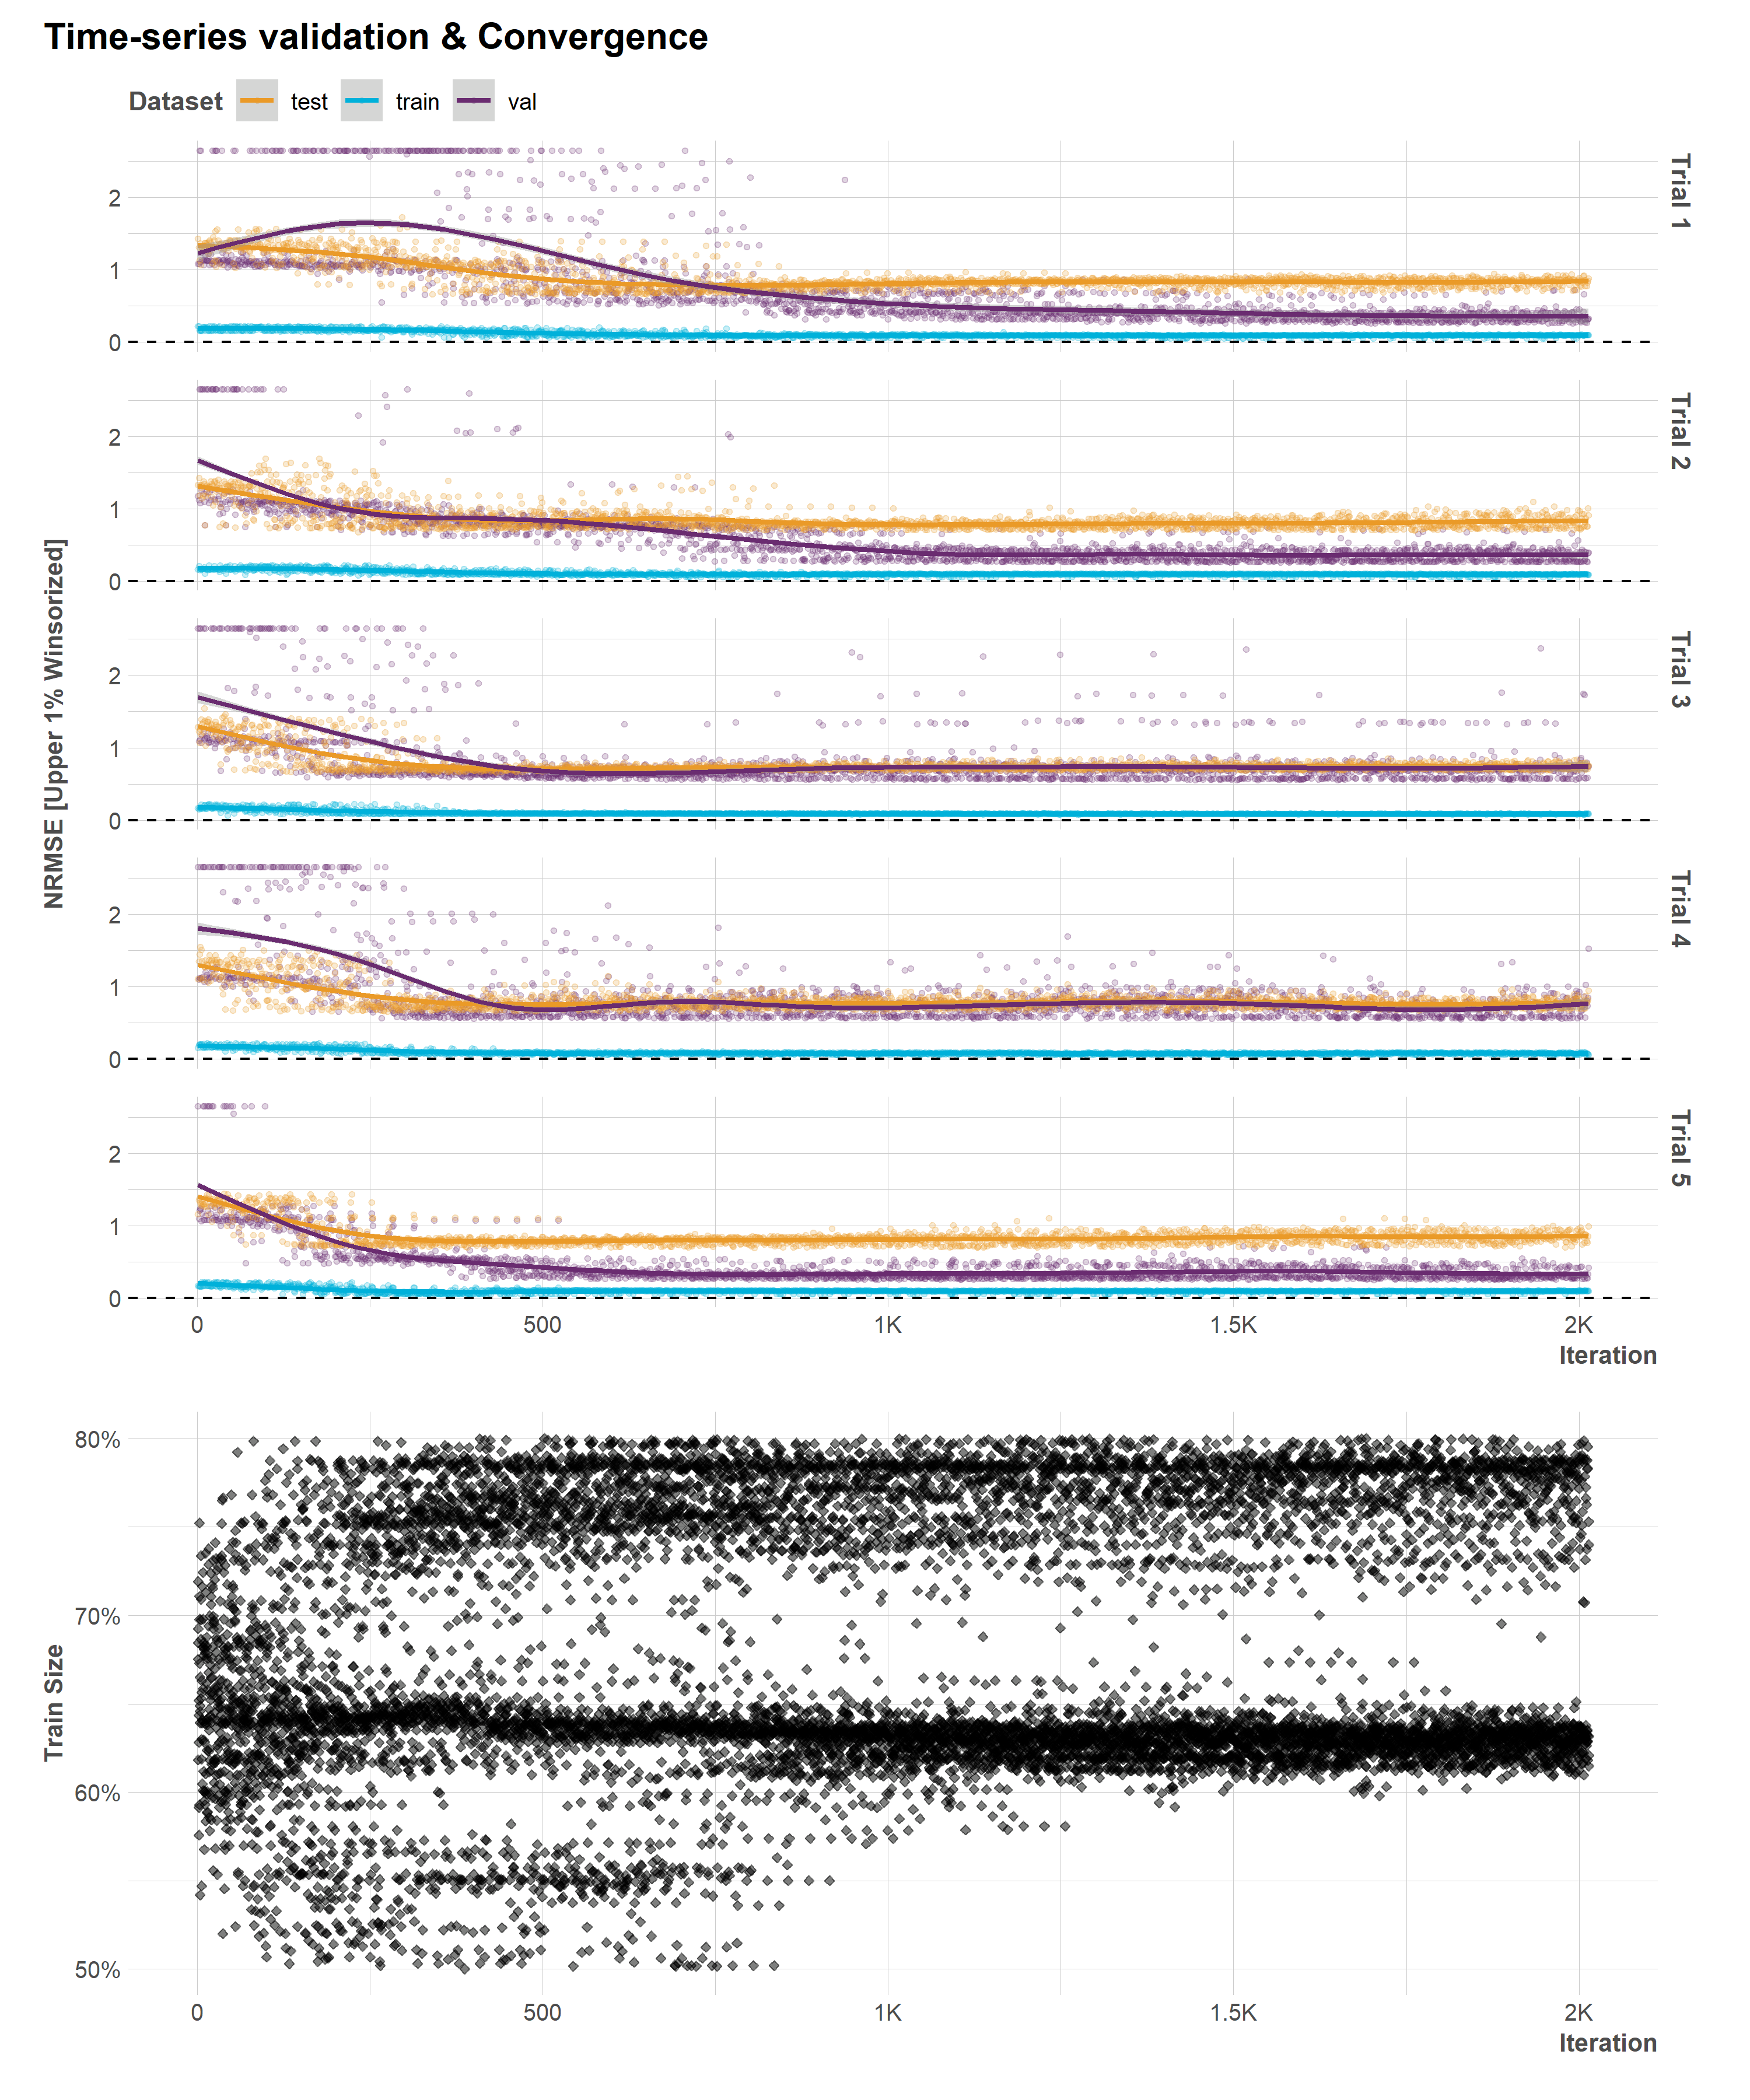 Time-series validation & Convergence
Dataset test train val
NRMSE [Upper 1% Winsorized]
2
1
0
Trial 1
2
1
0
Trial 2
2
1
0
Trial 3
2
1
0
Trial 4
2
1
0
Trial 5
0 500 1K 1.5K 2K
Iteration
Train Size
80%
70%
60%
50%
0 500 1K 1.5K 2K
Iteration